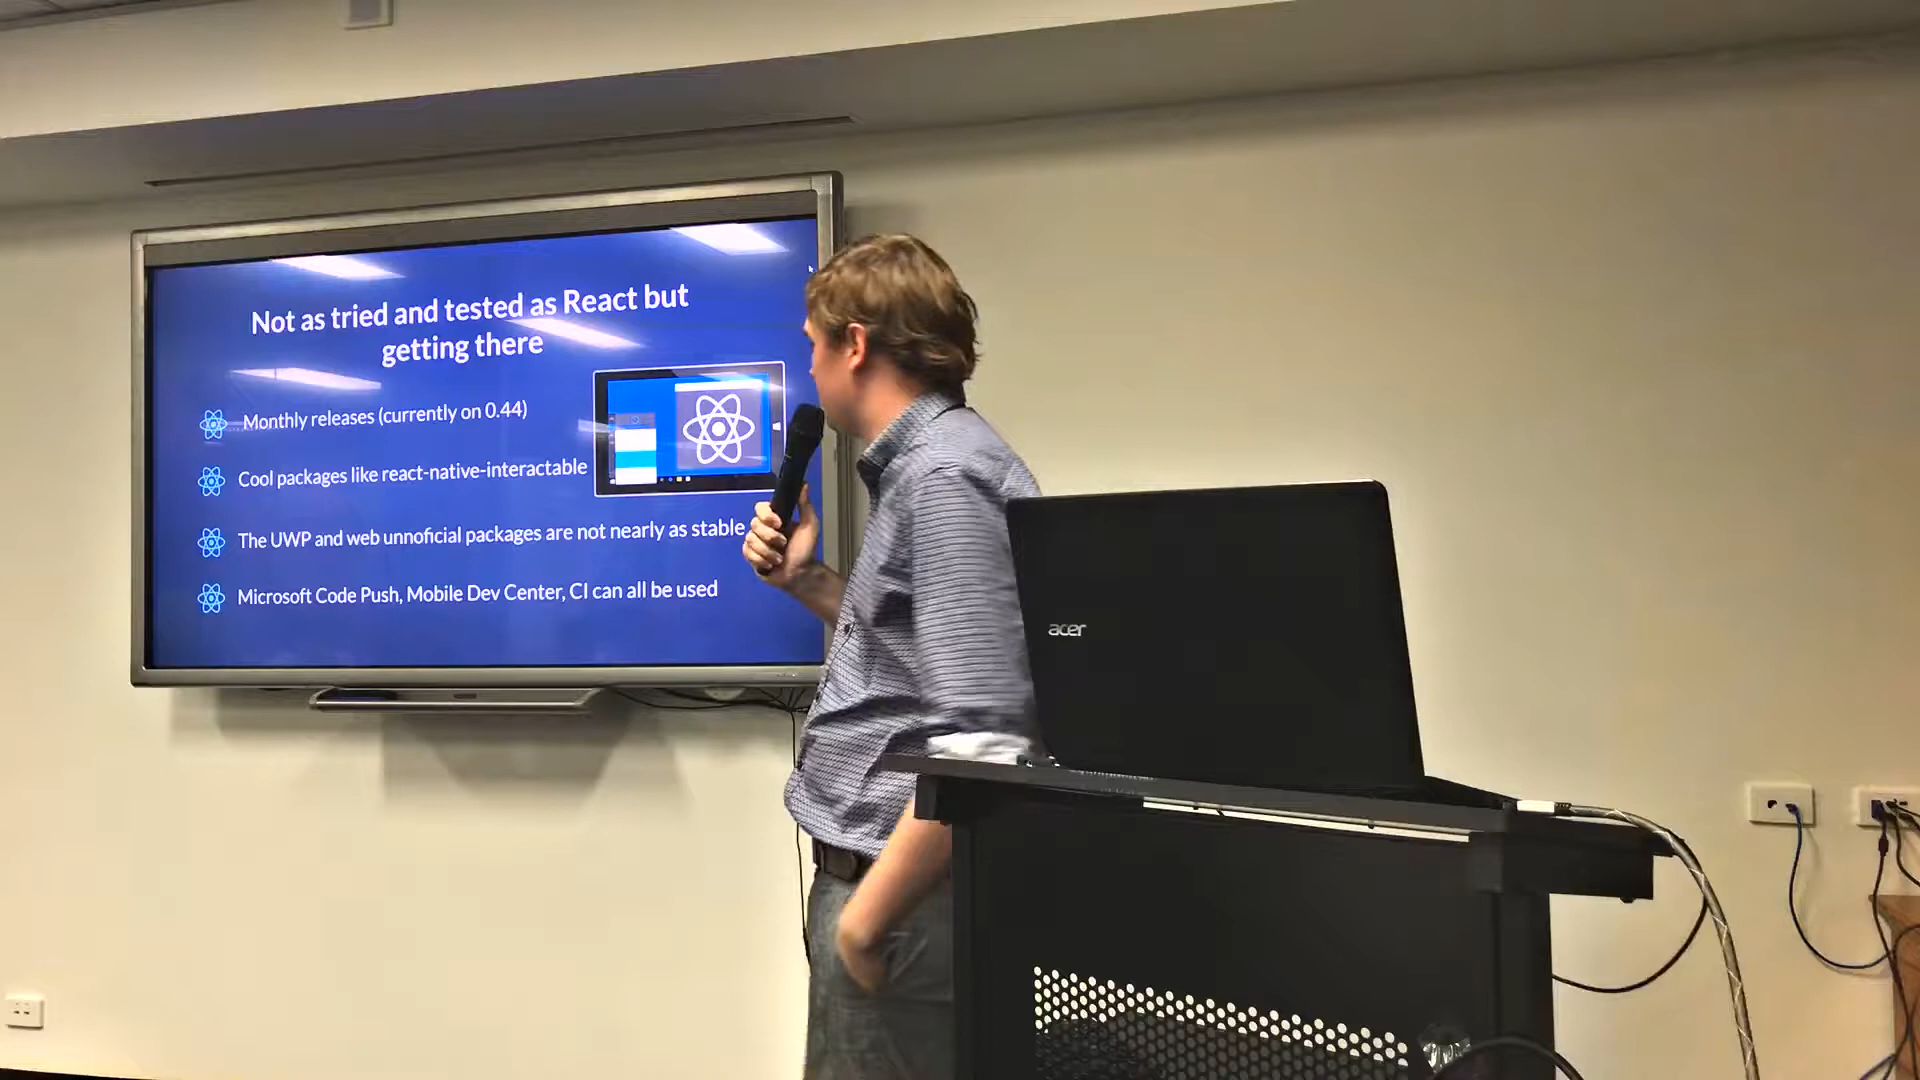 Not as tried and tested as React but
getting there
Monthly releases (currently on 0.44)
Cool packages like react-native-interactable
The UWP and web unnoficial packages are not nearly as stable
Microsoft Code Push, Mobile Dev Center, CI can all be used
acer